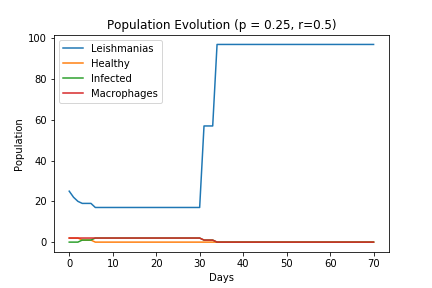 Population Evolution (p = 0.25, r=0.5)
Leishmanias
Healthy
Infected
Macrophages
Population
100
80
60
40
20
0
0 10 20 30 40 50 60 70
Days